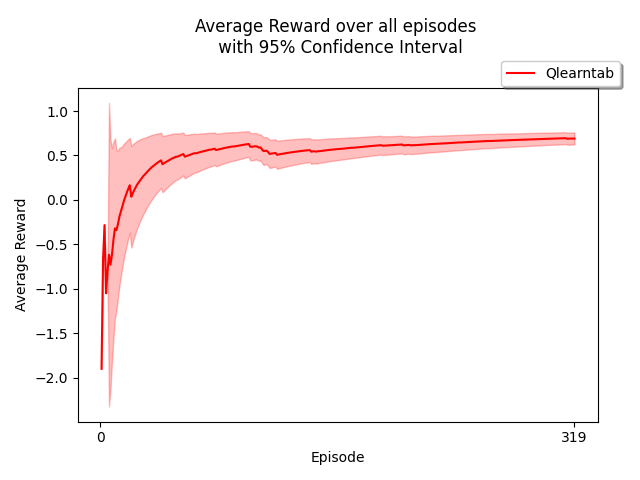 Average Reward over all episodes
with 95% Confidence Interval
Qlearntab
1.0
0.5
0.0
−0.5
−1.0
−1.5
−2.0
Average Reward
0
319
Episode